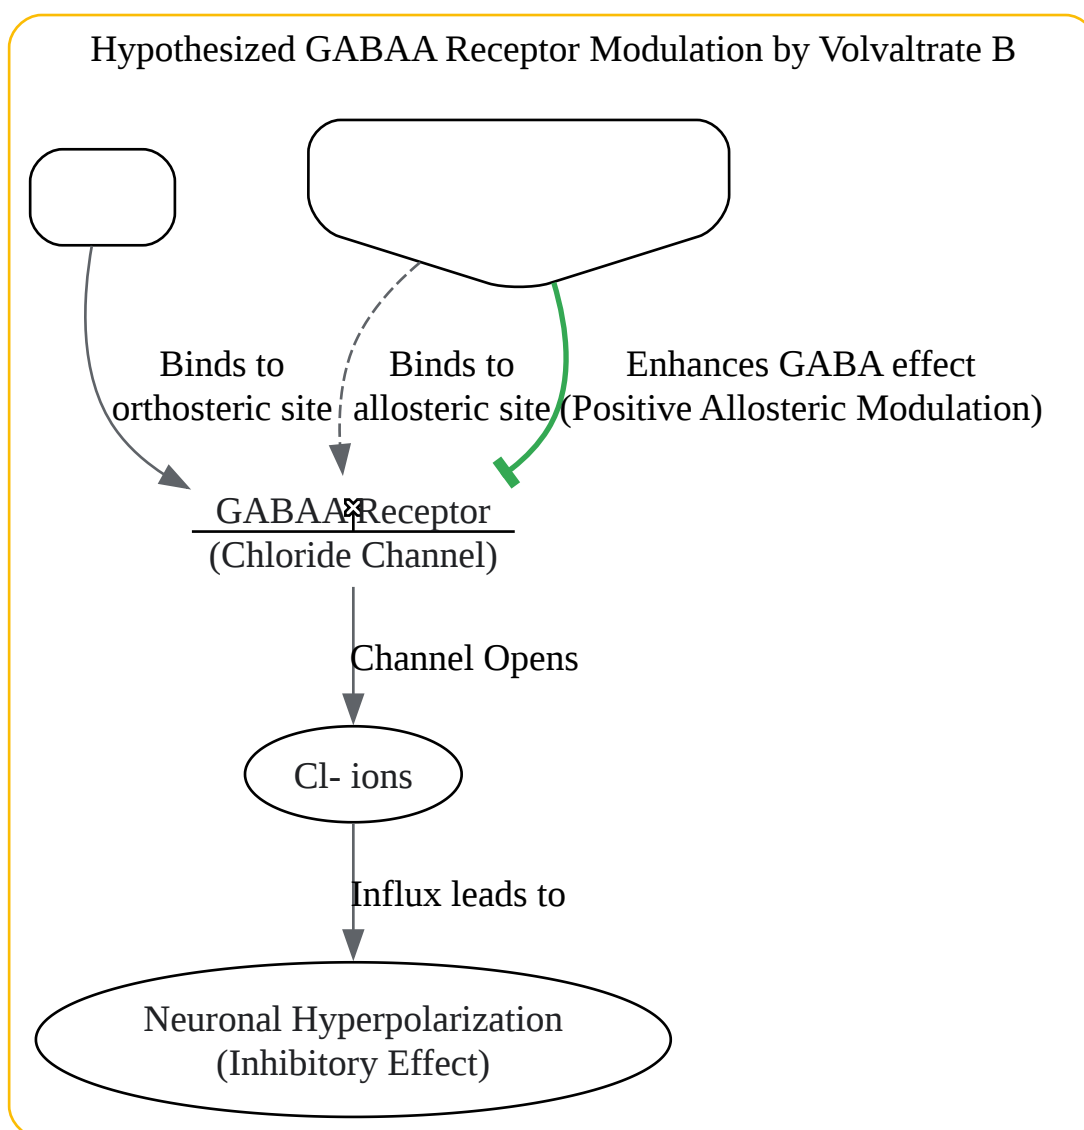 Hypothesized GABAA Receptor Modulation by Volvaltrate B
Binds to
orthosteric site
Binds to
allosteric site
Enhances GABA effect
(Positive Allosteric Modulation)
GABAA Receptor
(Chloride Channel)
Channel Opens
Cl- ions
Influx leads to
Neuronal Hyperpolarization
(Inhibitory Effect)